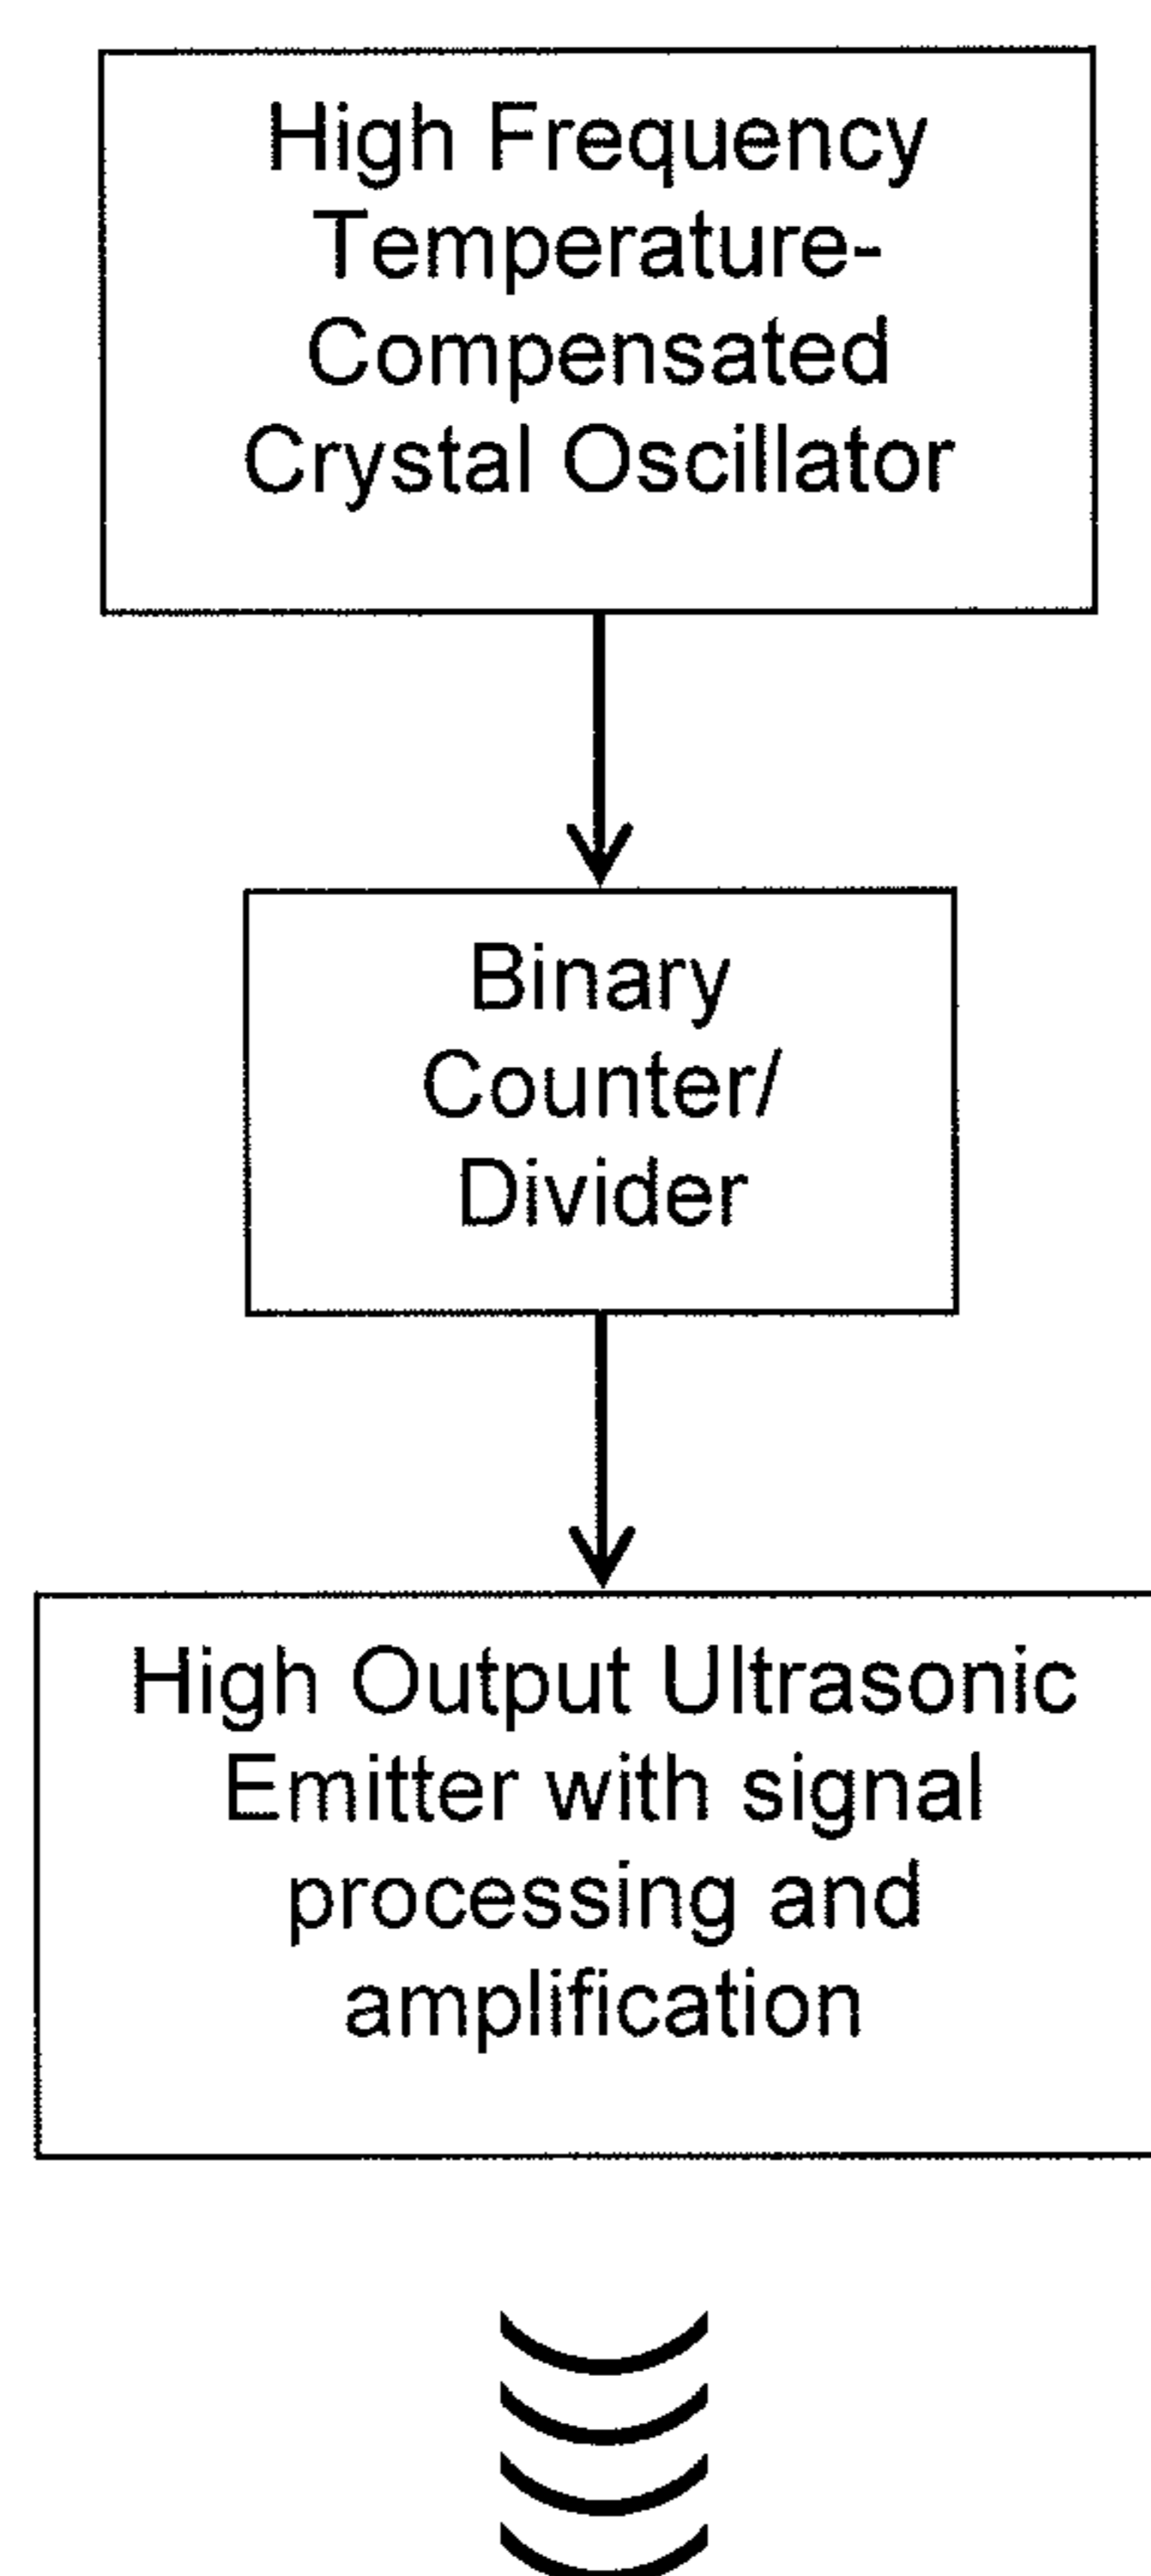 High Frequency
Temperature-
Compensated
Crystal Oscillator
Binary
Counter/
Divider
High Output Ultrasonic
Emitter with signal
processing and
amplification